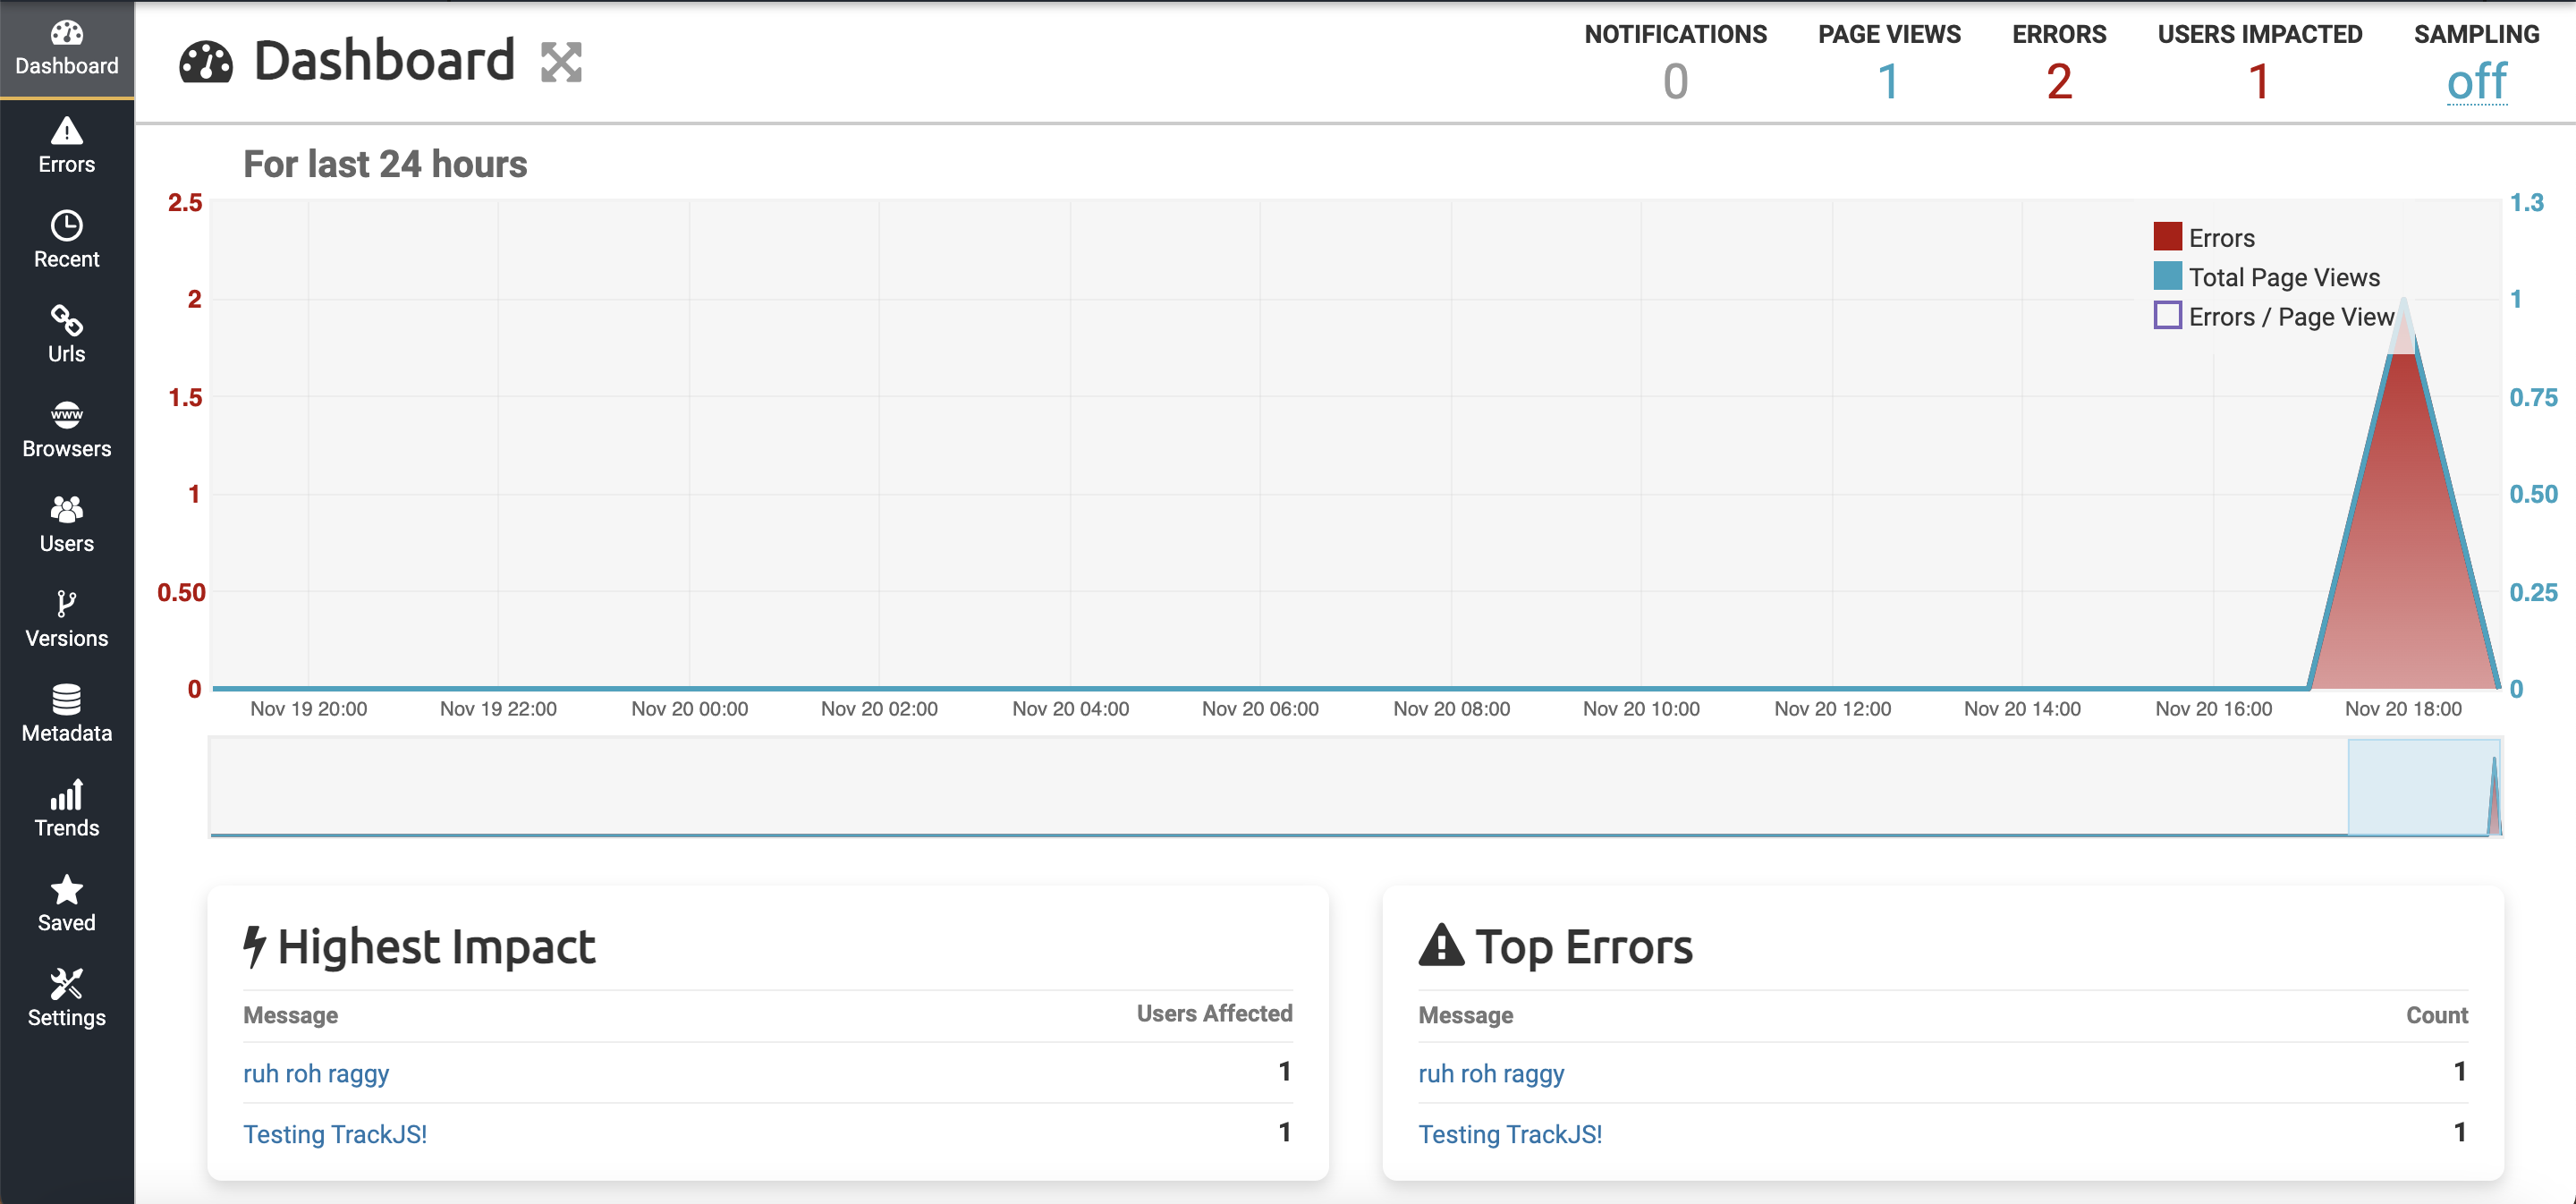 Dashboard
Errors
Recent
Urls
www
Browsers
Users
Versions
Metadata
Trends
Saved
Settings
Dashboard
NOTIFICATIONS PAGE VIEWS ERRORS USERS IMPACTED SAMPLING
0 1 2 1 off
For last 24 hours
2.5
2
1.5
1
0.50
0
Errors
Total Page Views
Errors / Page View
1.3
1
0.75
0.50
0.25
0
Nov 19 20:00 Nov 19 22:00 Nov 20 00:00 Nov 20 02:00 Nov 20 04:00 Nov 20 06:00 Nov 20 08:00 Nov 20 10:00 Nov 20 12:00 Nov 20 14:00 Nov 20 16:00 Nov 20 18:00
Highest Impact
Message Users Affected
ruh roh raggy 1
Testing TrackJS! 1
Top Errors
Message Count
ruh roh raggy 1
Testing TrackJS! 1